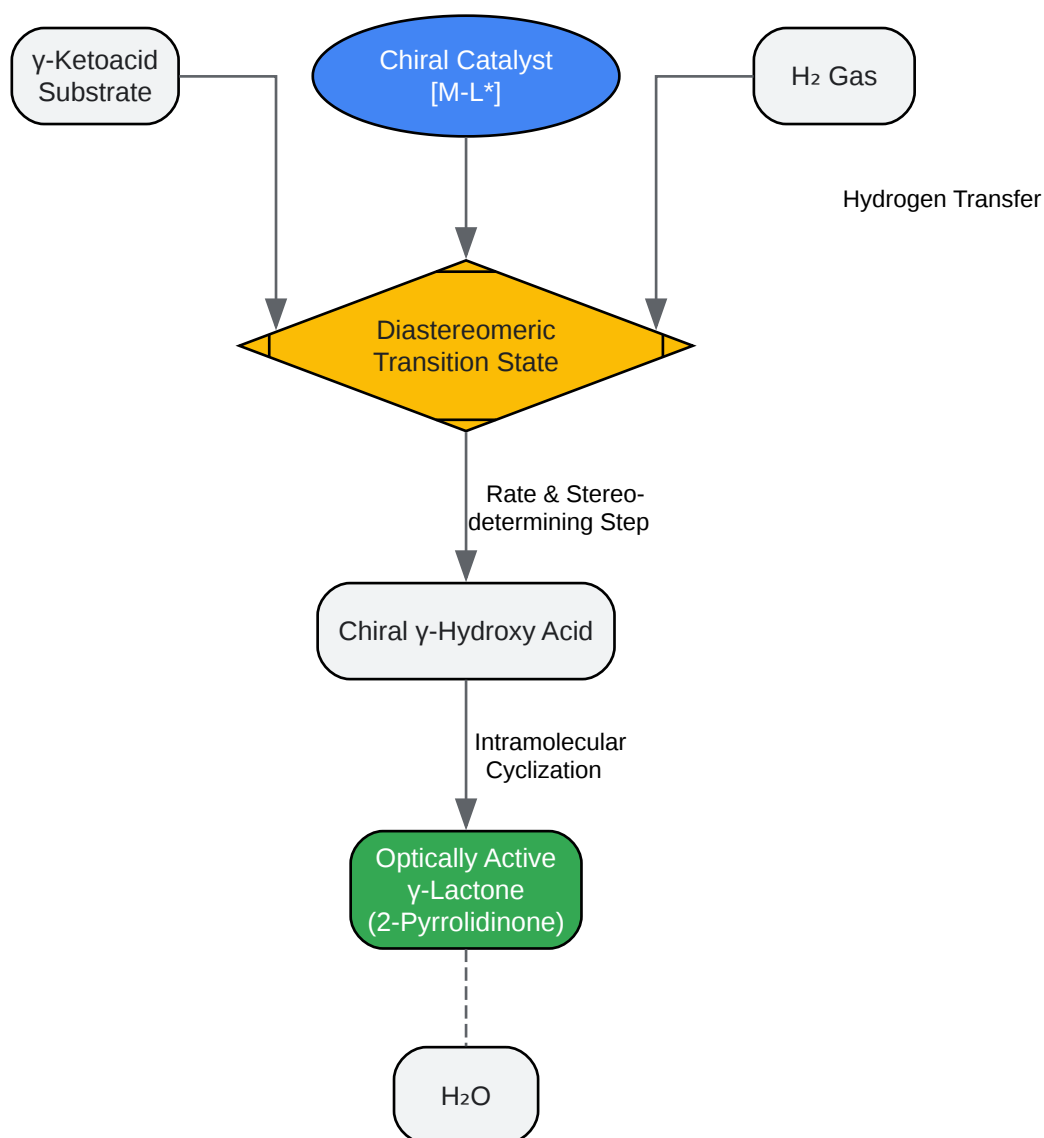 γ-Ketoacid
Substrate
Chiral Catalyst
[M-L*]
H₂ Gas
Hydrogen Transfer
Diastereomeric
Transition State
Rate & Stereo-
determining Step
Chiral γ-Hydroxy Acid
Intramolecular
Cyclization
Optically Active
γ-Lactone
(2-Pyrrolidinone)
H₂O